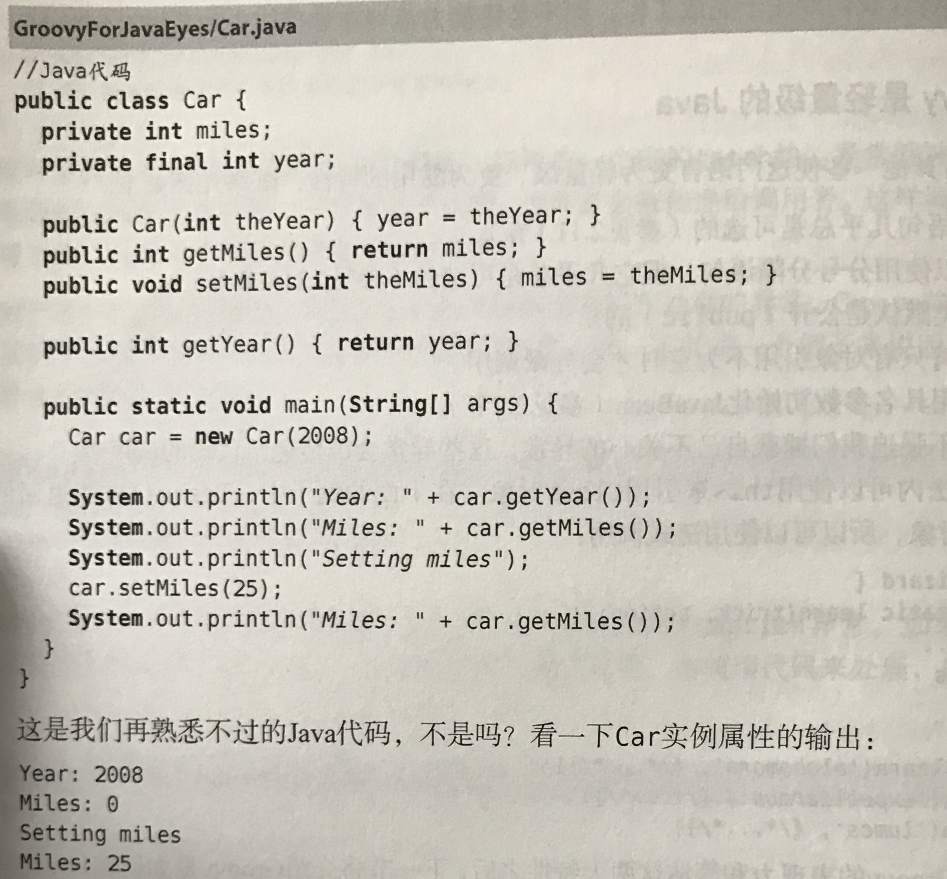 GroovyForJavaEyes/Car.java
//Java代码
public class Car {
  private int miles;
  private final int year;

  public Car(int theYear) { year = theYear; }
  public int getMiles() { return miles; }
  public void setMiles(int theMiles) { miles = theMiles; }

  public int getYear() { return year; }

  public static void main(String[] args) {
    Car car = new Car(2008);

    System.out.println("Year: " + car.getYear());
    System.out.println("Miles: " + car.getMiles());
    System.out.println("Setting miles");
    car.setMiles(25);
    System.out.println("Miles: " + car.getMiles());
  }
}
这是我们再熟悉不过的Java代码，不是吗？看一下Car实例属性的输出：
Year: 2008
Miles: 0
Setting miles
Miles: 25